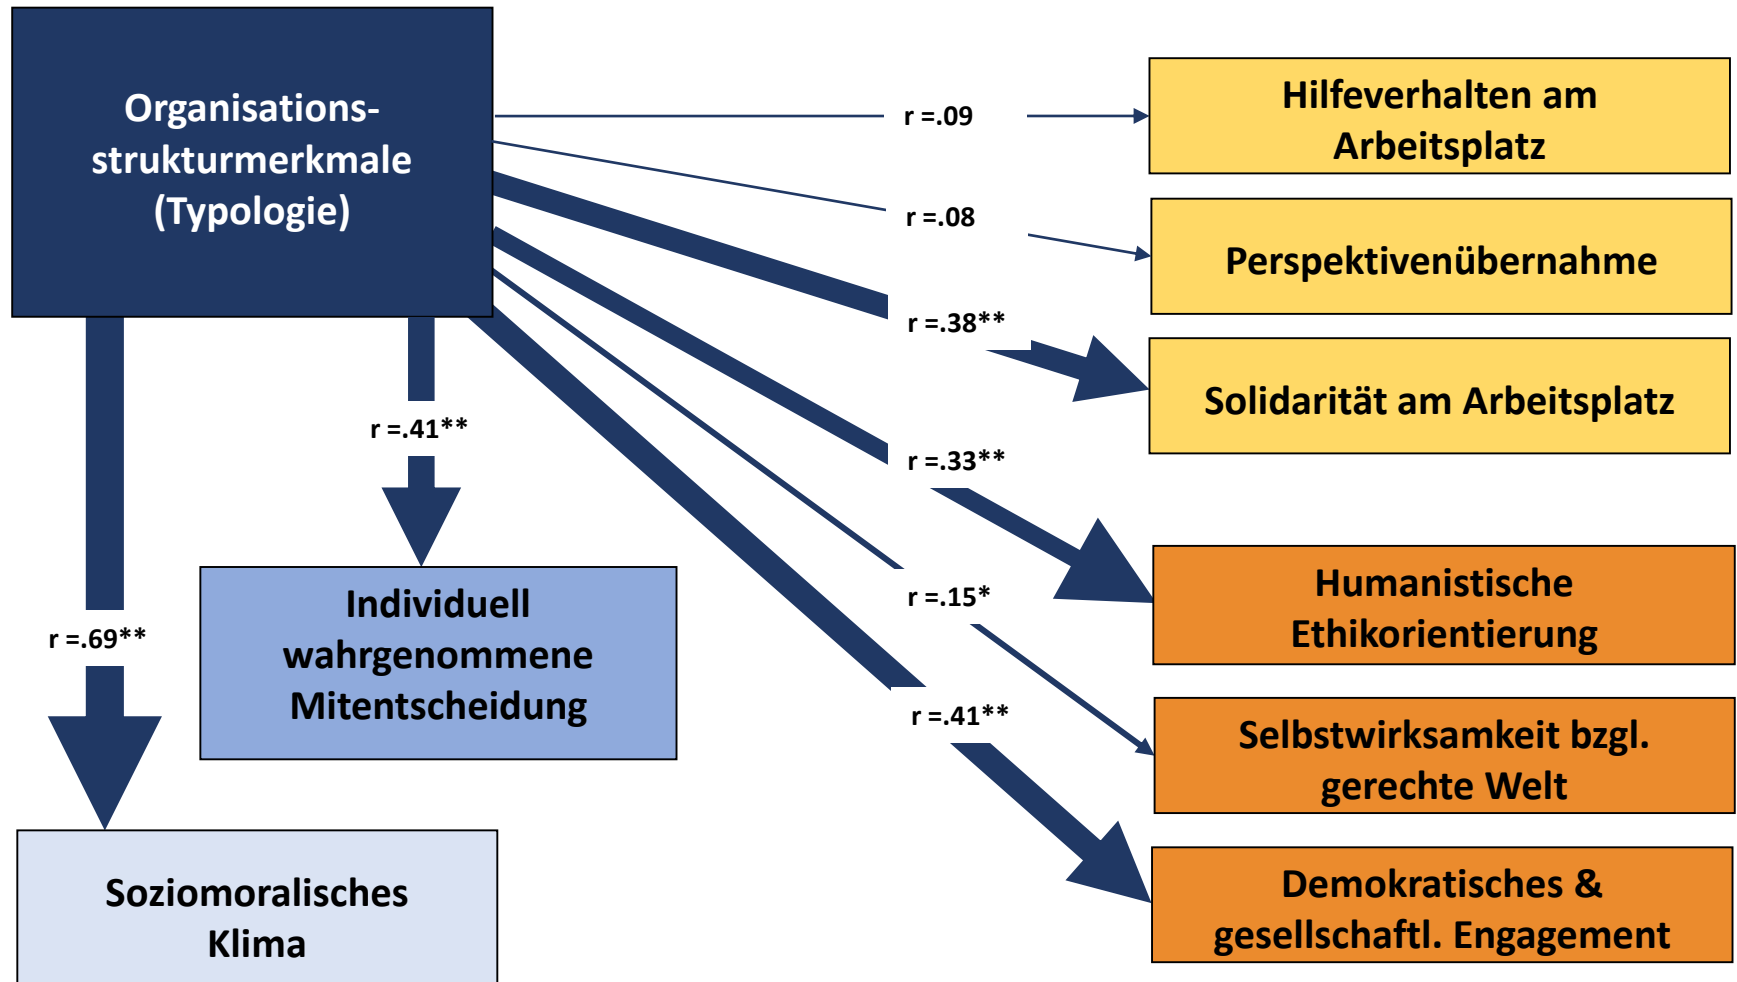 Organisations-
strukturmerkmale
(Typologie)
r =.09
Hilfeverhalten am
Arbeitsplatz
r =.08
Perspektivenübernahme
r =.38**
Solidarität am Arbeitsplatz
r =.41**
r =.33**
Humanistische
Ethikorientierung
r =.15*
Individuell
wahrgenommene
Mitentscheidung
r =.69**
r =.41**
Selbstwirksamkeit bzgl.
gerechte Welt
Soziomoralisches
Klima
Demokratisches &
gesellschaftl. Engagement